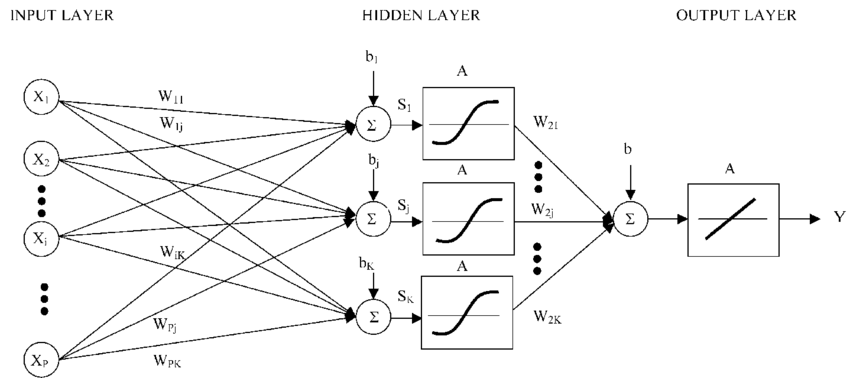 INPUT LAYER HIDDEN LAYER OUTPUT LAYER
b1
A
X1 W11 S1
W1j Σ W21
X2 bj A b A
Sj
Xi Σ W2j Σ Y
WiK bK A
SK
WPj Σ W2K
XP WPK